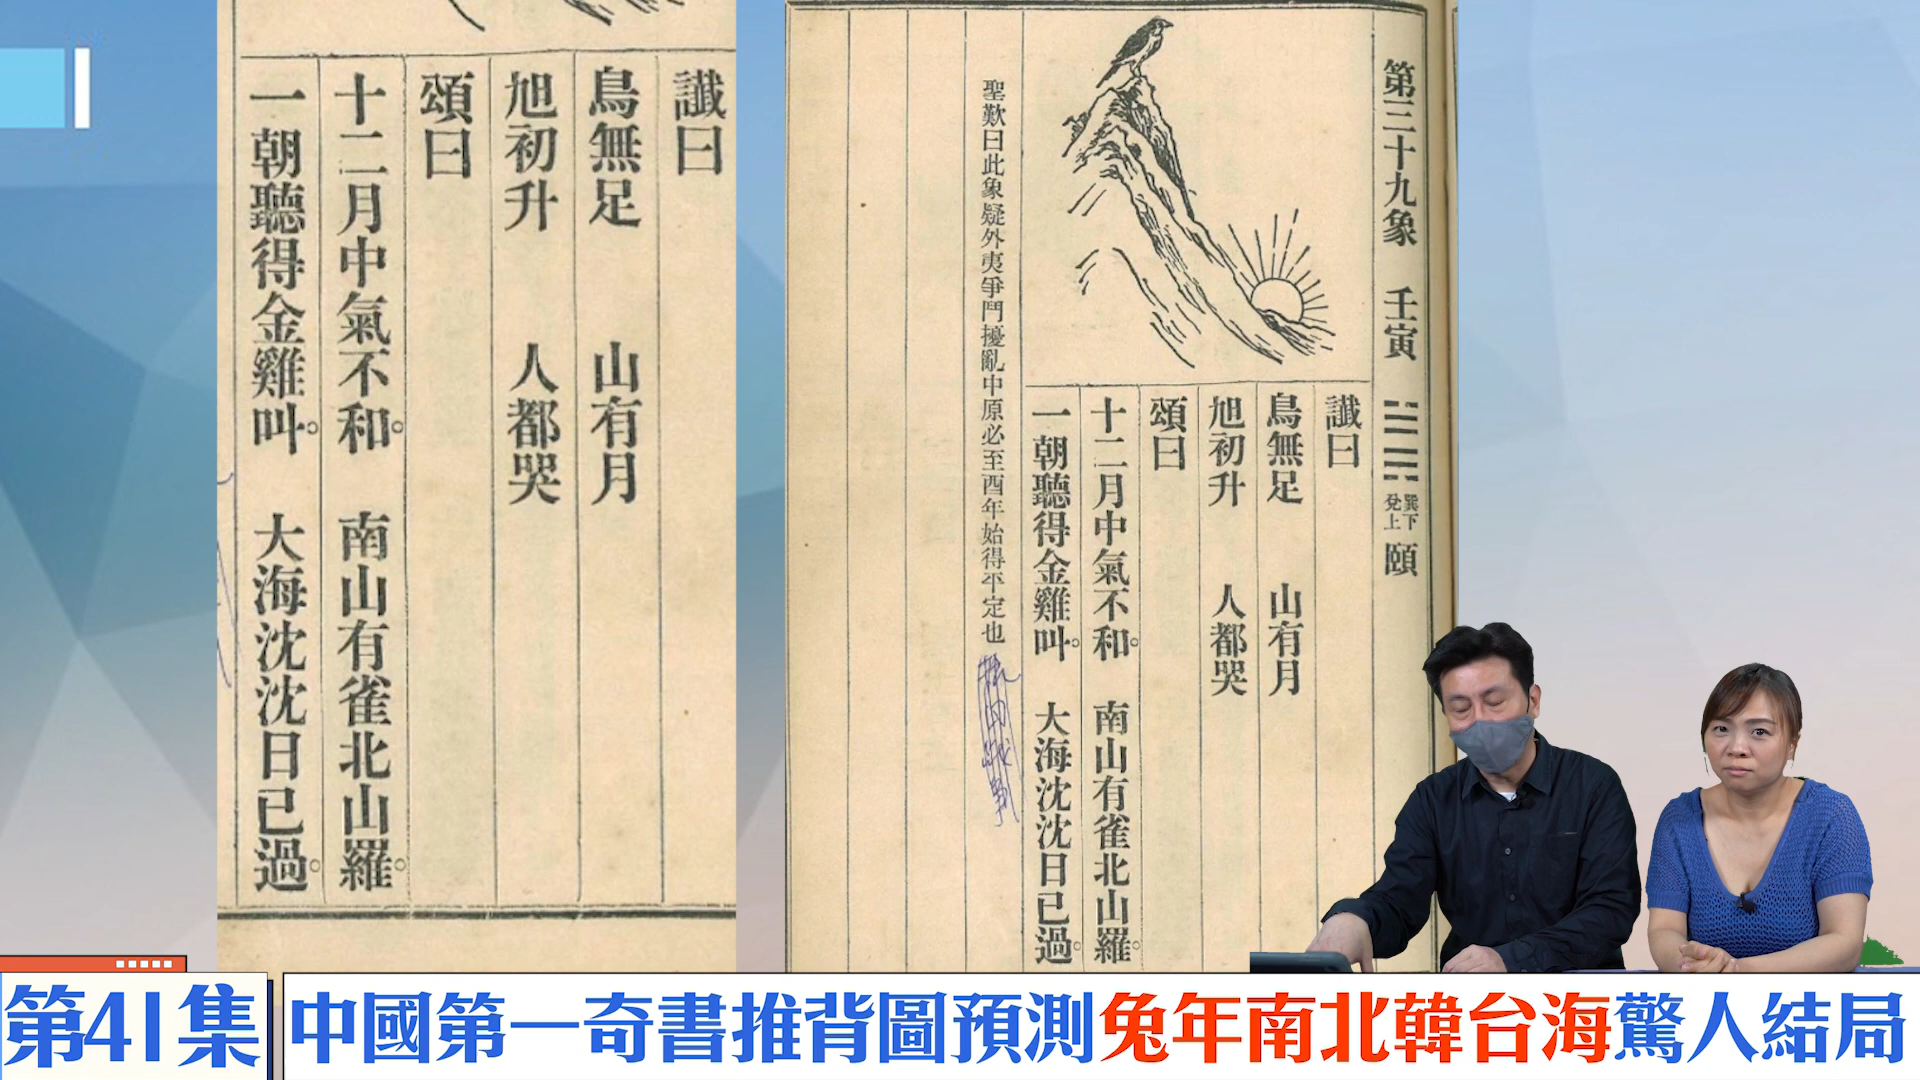 讖曰
鳥無足 山有月
旭初升 人都哭
頌曰
十二月中氣不和。 南山有雀北山羅。
一朝聽得金雞叫。 大海沈沈日已過。
第三十九象 壬寅
巽下
兌上
頤
讖曰
鳥無足 山有月
旭初升 人都哭
頌曰
十二月中氣不和。 南山有雀北山羅。
一朝聽得金雞叫。 大海沈沈日已過。
聖歎曰此象疑外夷爭鬥擾亂中原必至酉年始得平定也
第41集
中國第一奇書推背圖預測兔年南北韓台海驚人結局